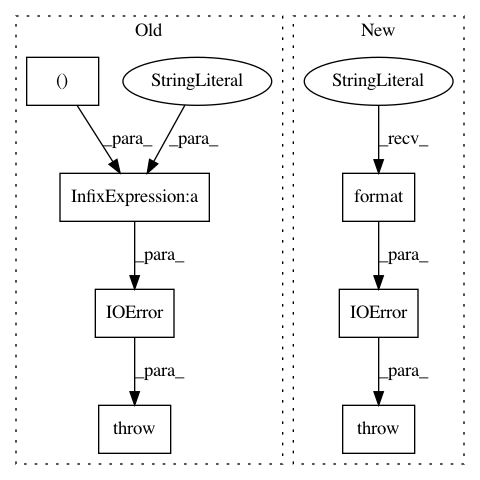 Old
New
()
StringLiteral
StringLiteral
_para_
_para_
_recv_
InfixExpression:a
format
_para_
_para_
IOError
IOError
_para_
_para_
throw
throw